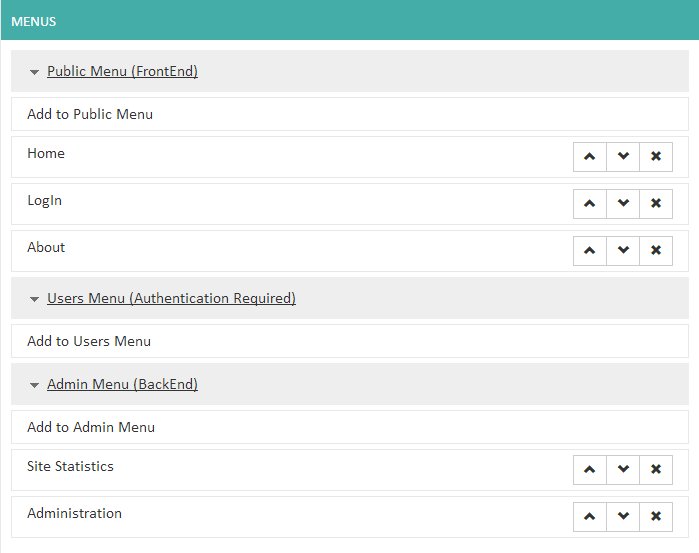 MENUS
Public Menu (FrontEnd)
Add to Public Menu
Home
LogIn
About
Users Menu (Authentication Required)
Add to Users Menu
Admin Menu (BackEnd)
Add to Admin Menu
Site Statistics
Administration